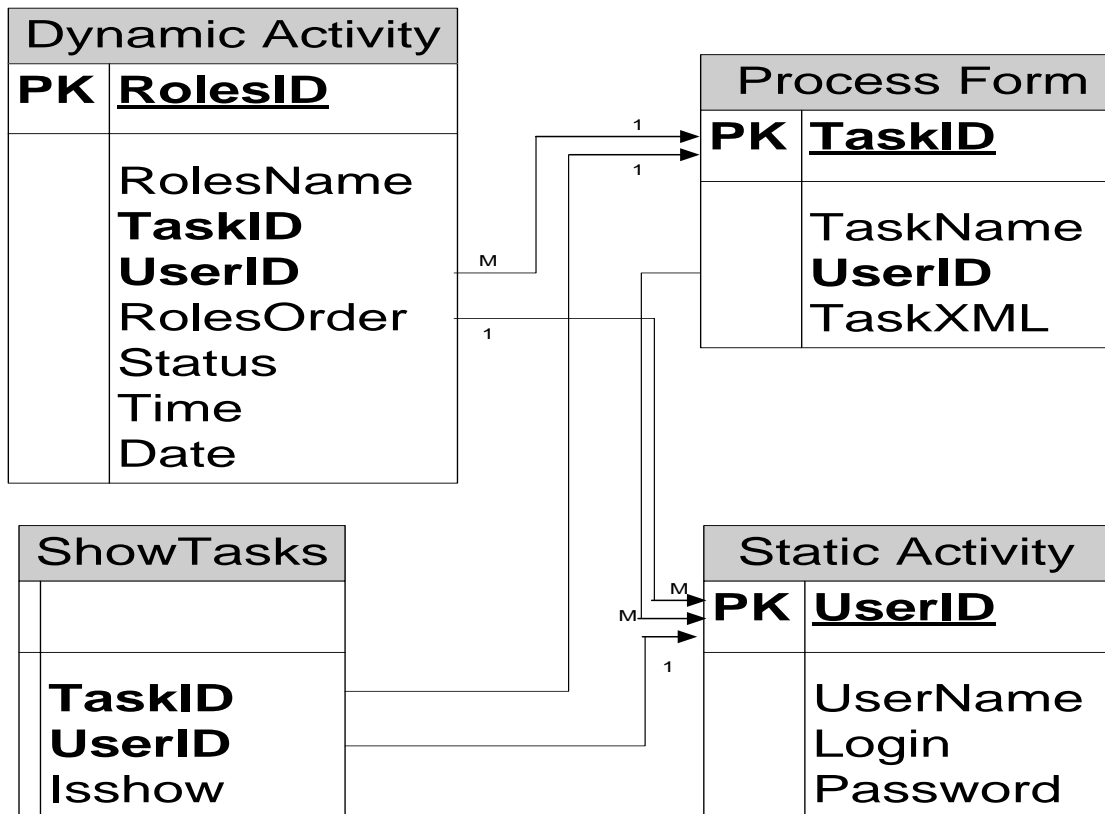 Dynamic Activity
PK RolesID
RolesName
TaskID
UserID
RolesOrder
Status
Time
Date
M
1
1
1
Process Form
PK TaskID
TaskName
UserID
TaskXML
ShowTasks
TaskID
UserID
Isshow
M
M
1
Static Activity
PK UserID
UserName
Login
Password